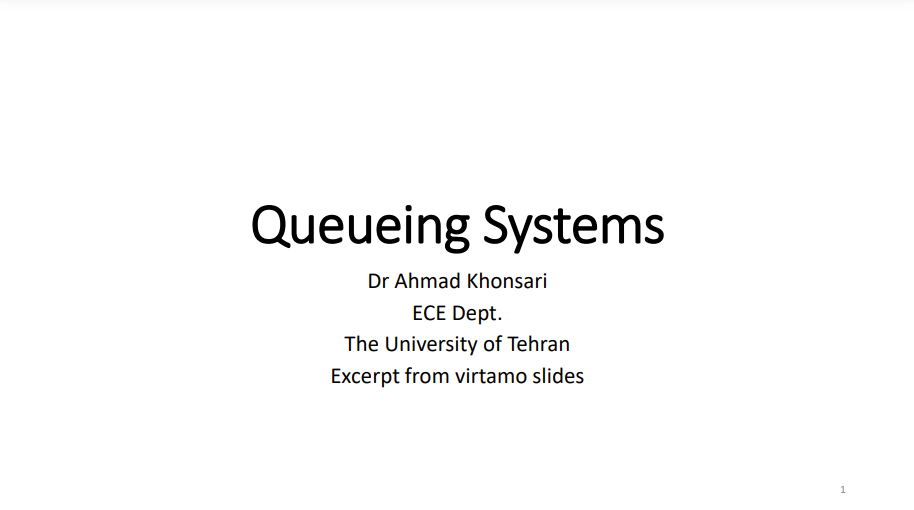 Queueing Systems
Dr Ahmad Khonsari
ECE Dept.
The University of Tehran
Excerpt from virtamo slides
1